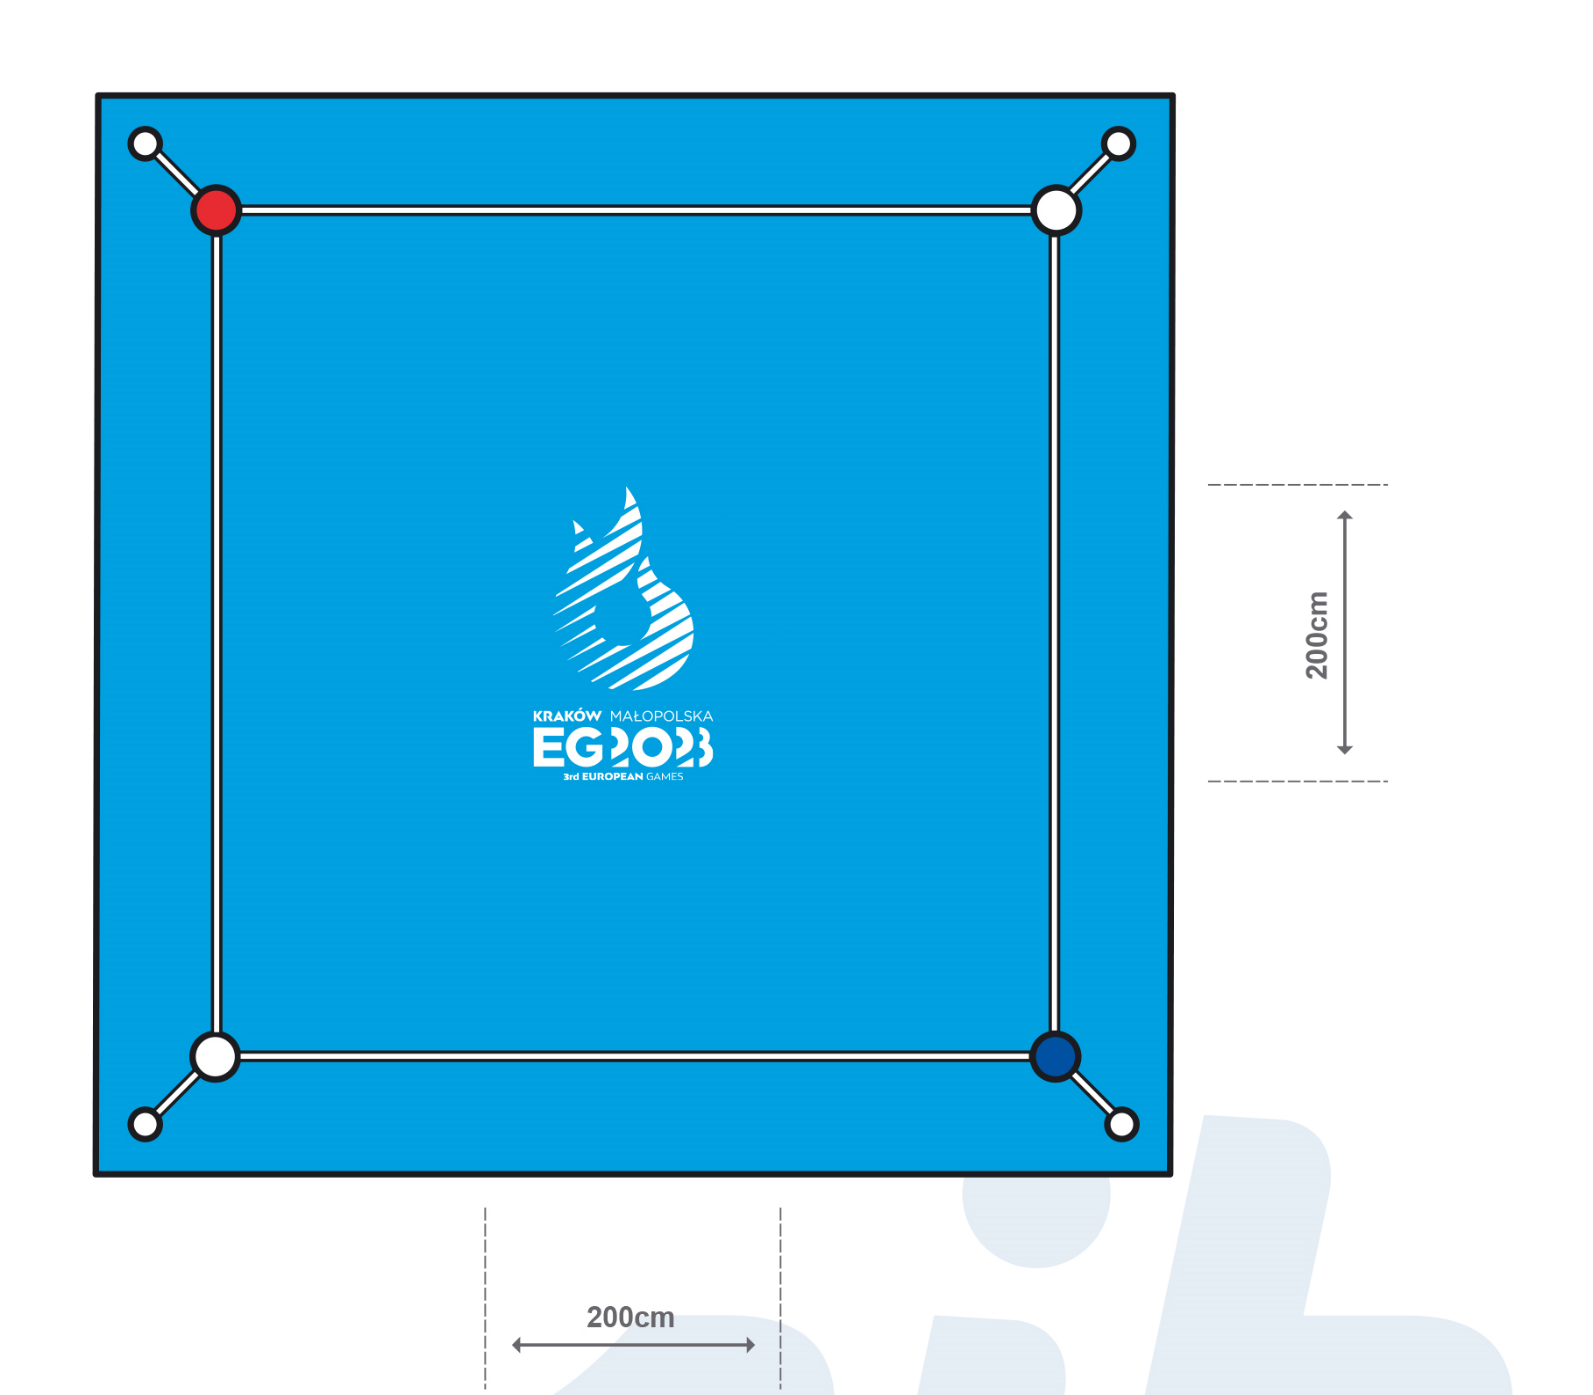 KRAKÓW MAŁOPOLSKA
EG2023
3rd EUROPEAN GAMES
200cm
200cm